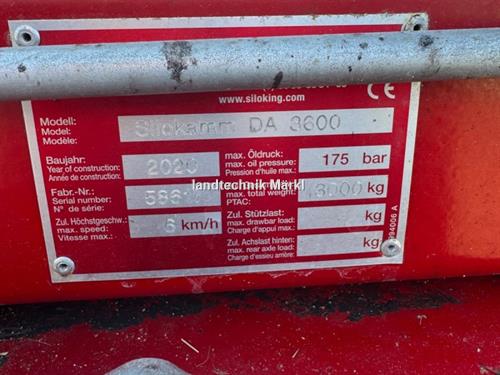 www.siloking.com
CE
Modell:
Model:
Modèle:
Silokamm DA 3600
Baujahr:
Year of construction:
Année de construction:
2020
max. Öldruck:
max. oil pressure:
Pression d'huile max.:
175 bar
Fabr.-Nr.:
Serial number:
N° de série:
landtechnik Märkl
max. total weight:
PTAC:
3000 kg
Zul. Höchstgeschw.:
max. speed:
Vitesse max.:
6 km/h
Zul. Stützlast:
max. drawbar load:
Charge d'appui max.:
kg
Zul. Achslast hinten:
max. rear axle load:
Charge d'essieu arrière:
kg
994006 A